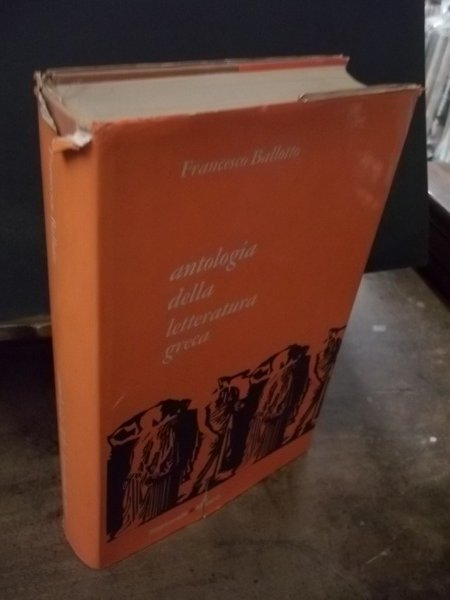 Francesco Ballotto
antologia
della
letteratura
greca